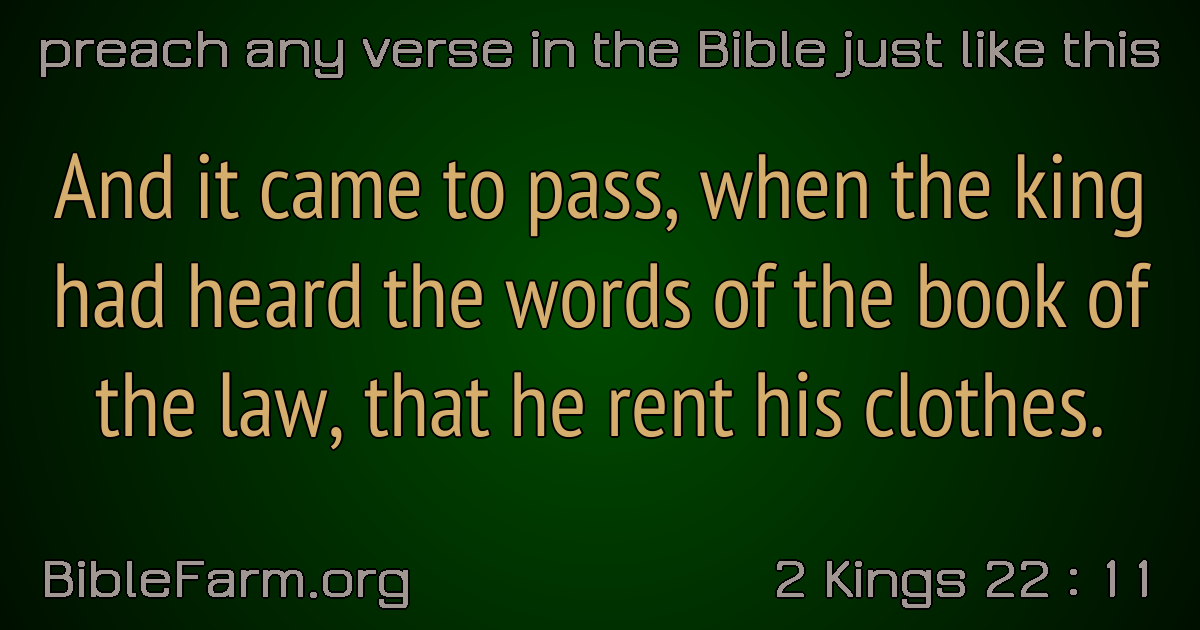 preach any verse in the Bible just like this
And it came to pass, when the king
had heard the words of the book of
the law, that he rent his clothes.
BibleFarm.org
2 Kings 22 : 11